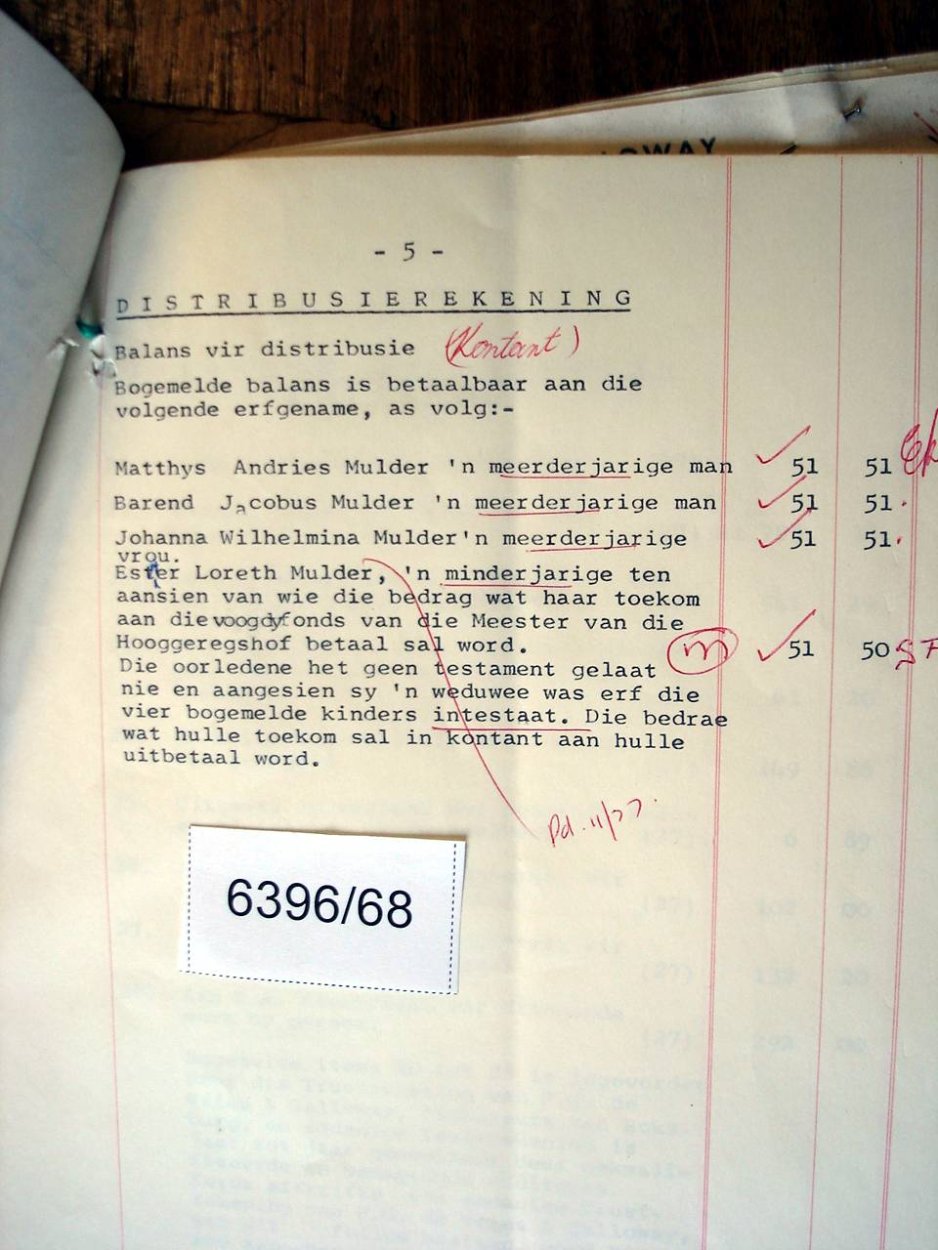 - 5 -
DISTRIBUSIEREKENING
Balans vir distribusie (Kontant)
Bogemelde balans is betaalbaar aan die
volgende erfgename, as volg:-
Matthys Andries Mulder 'n meerderjarige man 51 51
Barend Jacobus Mulder 'n meerderjarige man 51 51.
Johanna Wilhelmina Mulder'n meerderjarige 51 51.
vrou.
Ester Loreth Mulder, 'n minderjarige ten
aansien van wie die bedrag wat haar toekom
aan die voogdyfonds van die Meester van die
Hooggeregshof betaal sal word. m 51 50
Die oorledene het geen testament gelaat
nie en aangesien sy 'n weduwee was erf die
vier bogemelde kinders intestaat. Die bedrae
wat hulle toekom sal in kontant aan hulle
uitbetaal word.
Pd. 11/77.
6396/68